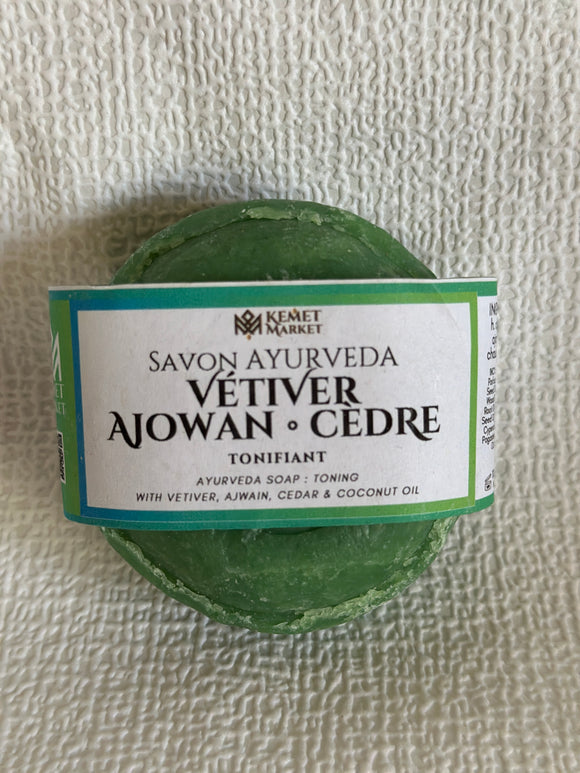 KEMET
MARKET
SAVON AYURVEDA
VÉTIVER
AJOWAN • CÈDRE
TONIFIANT
AYURVEDA SOAP : TONING
WITH VETIVER, AJWAIN, CEDAR & COCONUT OIL